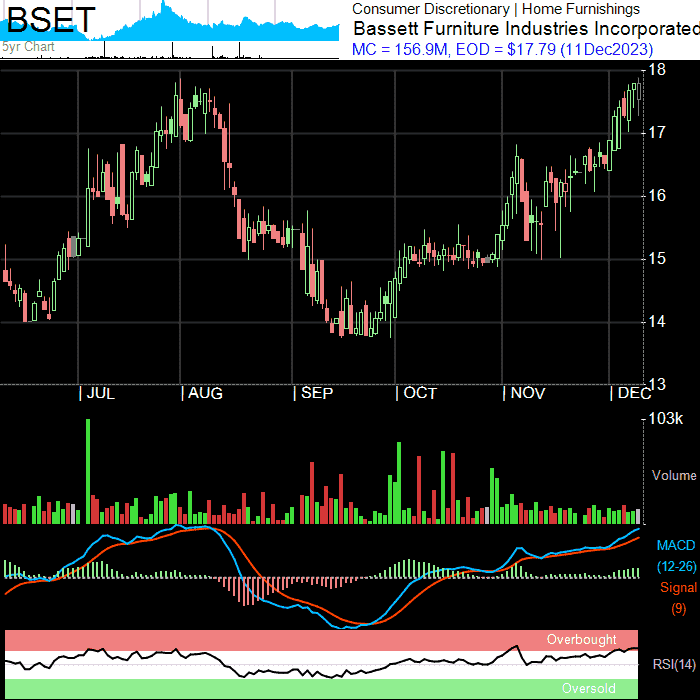 BSET
5yr Chart
Consumer Discretionary | Home Furnishings
Bassett Furniture Industries Incorporated
MC = 156.9M, EOD = $17.79 (11Dec2023)
18
17
16
15
14
13
| JUL | AUG | SEP | OCT | NOV | DEC
103k
Volume
MACD
(12-26)
Signal
(9)
Overbought
RSI(14)
Oversold